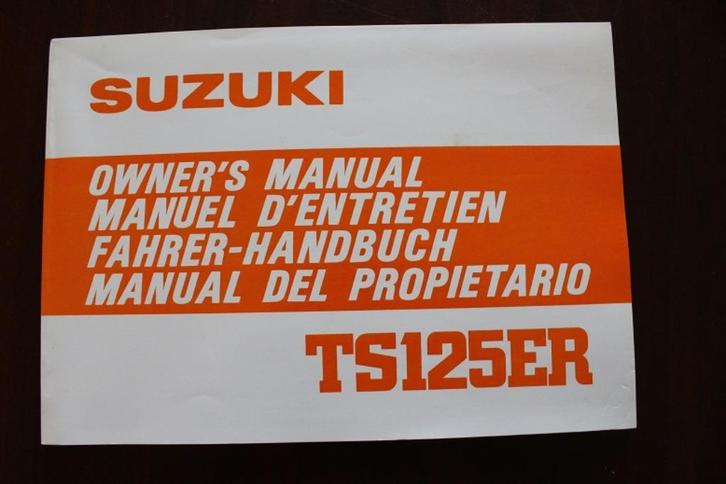 SUZUKI
OWNER'S MANUAL
MANUEL D'ENTRETIEN
FAHRER-HANDBUCH
MANUAL DEL PROPIETARIO
TS125ER